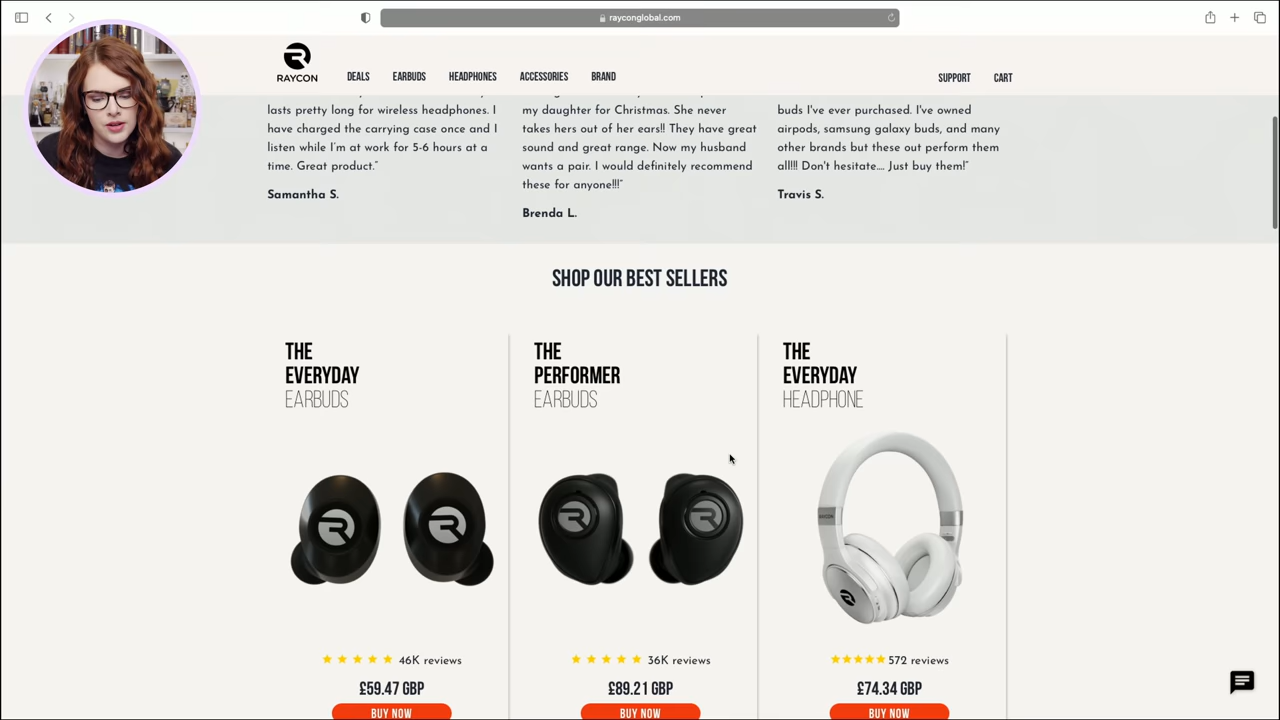 rayconglobal.com
RAYCON
DEALS EARBUDS HEADPHONES ACCESSORIES BRAND SUPPORT CART
lasts pretty long for wireless headphones. I
have charged the carrying case once and I
listen while I'm at work for 5-6 hours at a
time. Great product."
Samantha S.
my daughter for Christmas. She never
takes hers out of her ears!! They have great
sound and great range. Now my husband
wants a pair. I would definitely recommend
these for anyone!!!"
Brenda L.
buds I've ever purchased. I've owned
airpods, samsung galaxy buds, and many
other brands but these out perform them
all!!!! Don't hesitate.... Just buy them!"
Travis S.
SHOP OUR BEST SELLERS
THE
EVERYDAY
EARBUDS
46K reviews
£59.47 GBP
BUY NOW
THE
PERFORMER
EARBUDS
36K reviews
£89.21 GBP
BUY NOW
THE
EVERYDAY
HEADPHONE
572 reviews
£74.34 GBP
BUY NOW